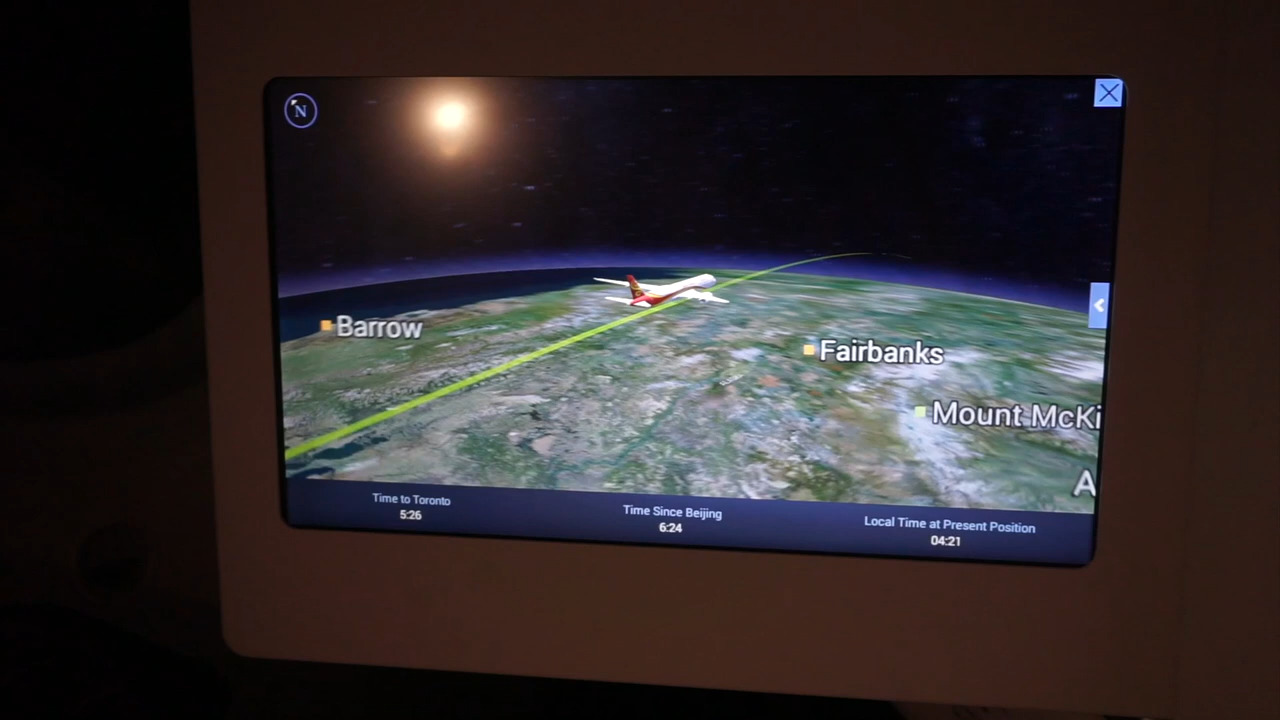 N
Barrow
Fairbanks
Mount McKi
A
Time to Toronto
5:26
Time Since Beijing
6:24
Local Time at Present Position
04:21